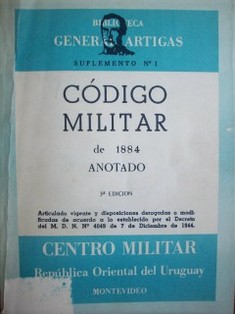 BIBLIOTECA
GENERAL ARTIGAS
SUPLEMENTO Nº 1
CÓDIGO
MILITAR
de 1884
ANOTADO
3ª EDICION
Articulado vigente y disposiciones derogadas o modi-
ficadas de acuerdo a lo establecido por el Decreto
del M. D. N. Nº 4049 de 7 de Diciembre de 1944.
CENTRO MILITAR
República Oriental del Uruguay
MONTEVIDEO